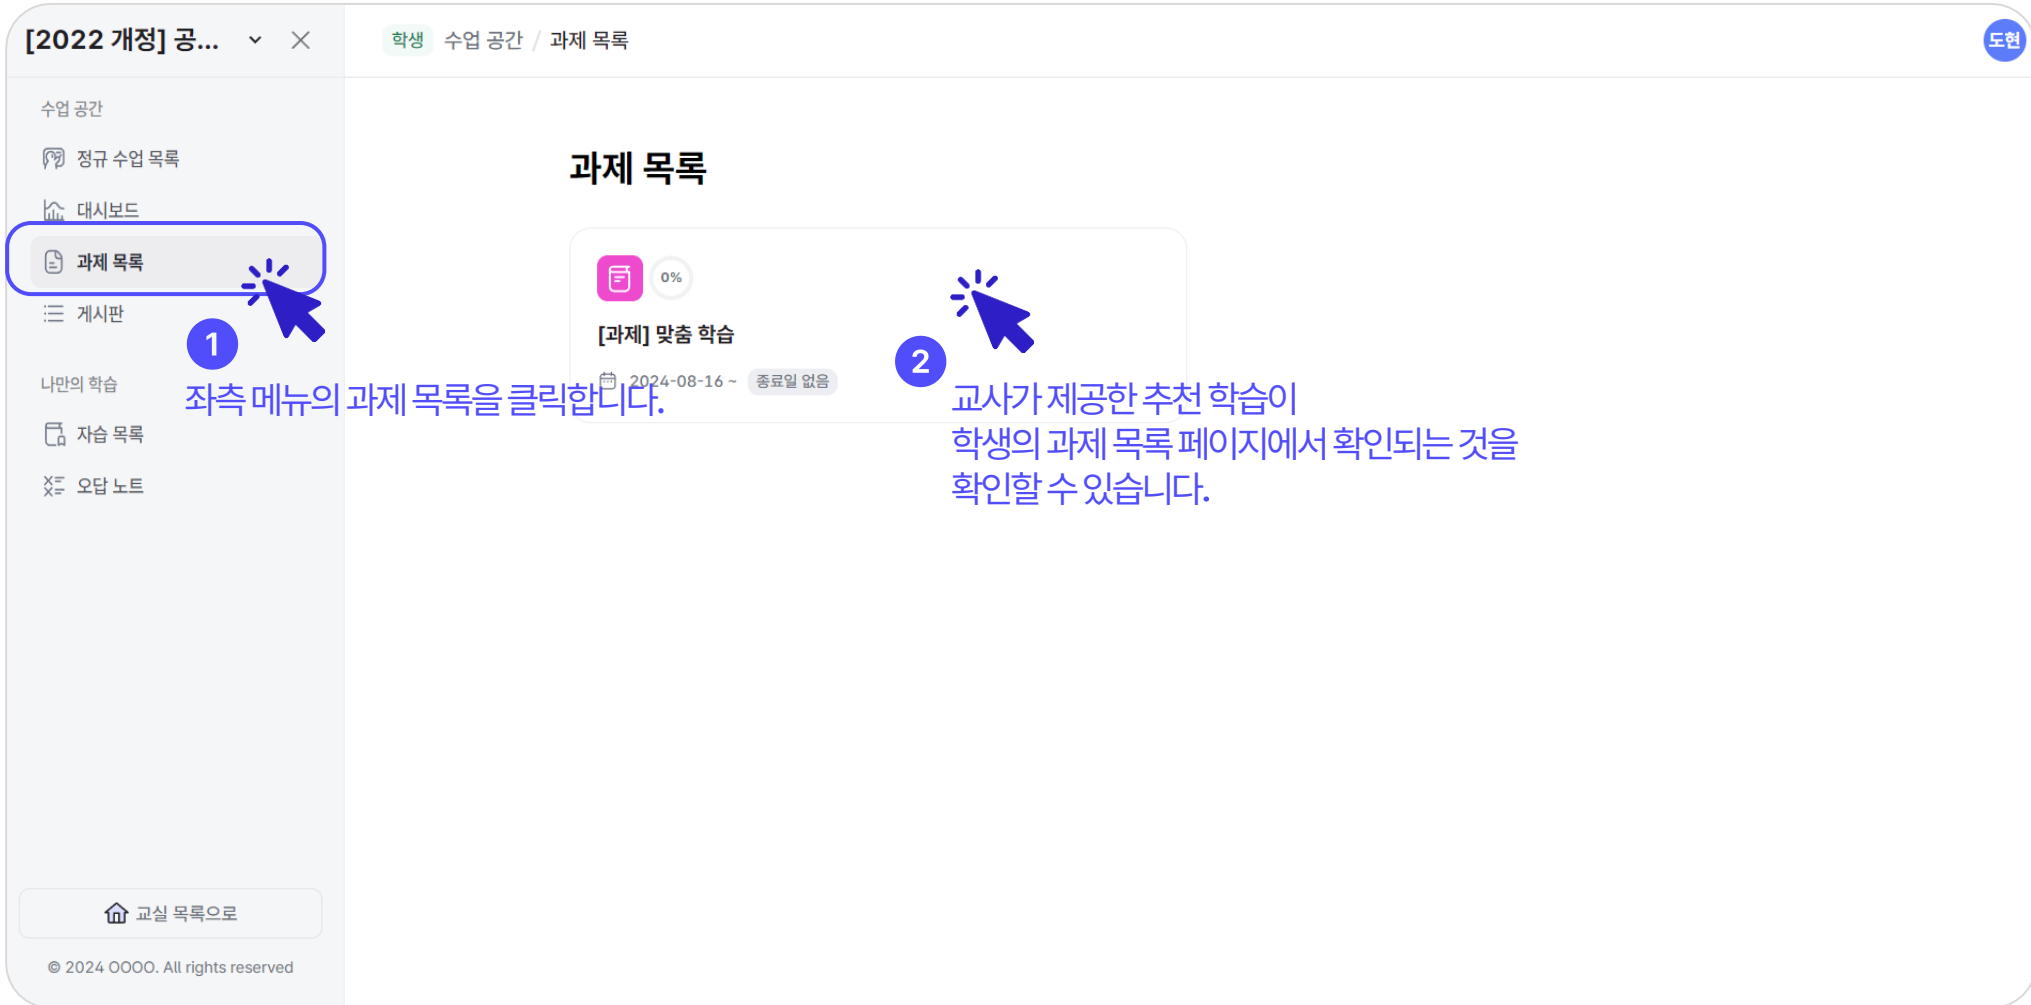 [2022 개정] 공...
학생 수업 공간 / 과제 목록
도현
수업 공간
정규 수업 목록
대시보드
과제 목록
게시판
나만의 학습
자습 목록
오답 노트
교실 목록으로
© 2024 OOOO. All rights reserved
과제 목록
0%
[과제] 맞춤 학습
2024-08-16 ~ 종료일 없음
1
좌측 메뉴의 과제 목록을 클릭합니다.
2
교사가 제공한 추천 학습이
학생의 과제 목록 페이지에서 확인되는 것을
확인할 수 있습니다.